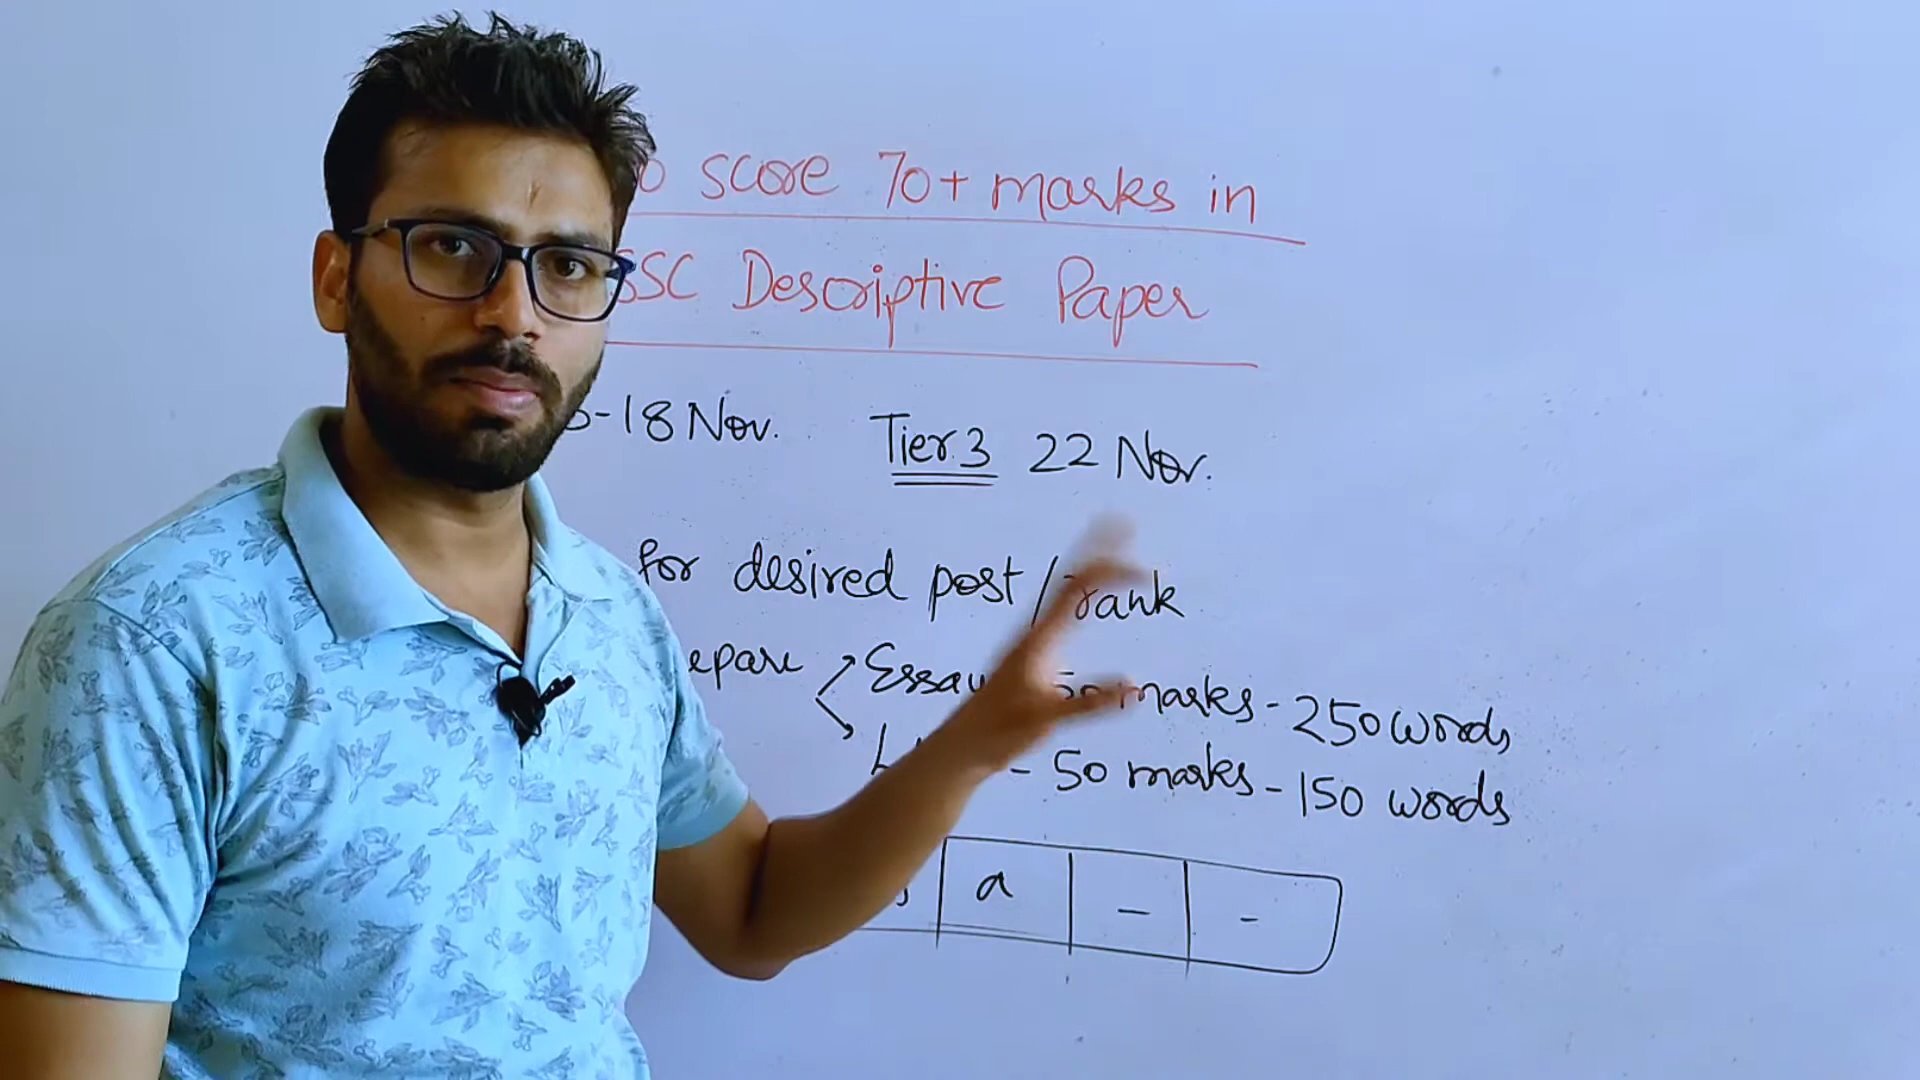 score 70+ marks in
SSC Descriptive Paper
-18 Nov. Tier 3 22 Nov.
for desired post / rank
Essay 50 marks - 250 words
- 50 marks - 150 words
a - -